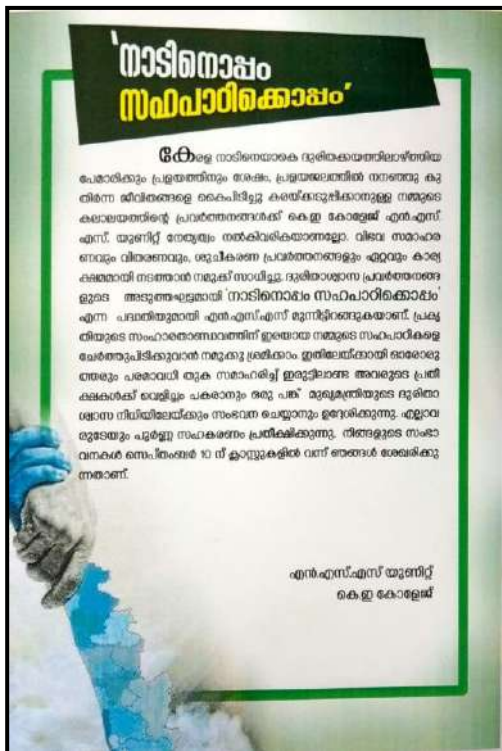 'നാടിനൊപ്പം
സഹപാഠിക്കൊപ്പം'
കേരള നാടിനെയാകെ ദുരിതക്കയത്തിലാഴ്ത്തിയ
പേമാരിക്കും പ്രളയത്തിനും ശേഷം, പ്രളയജലത്തിൽ നനഞ്ഞു കു
തിർന്ന ജീവിതങ്ങളെ കൈപിടിച്ചു കരയ്ക്കടുപ്പിക്കാനുള്ള നമ്മുടെ
കലാലയത്തിന്റെ പ്രവർത്തനങ്ങൾക്ക് കെ.ഇ കോളേജ് എൻ.എസ്.
എസ്. യൂണിറ്റ് നേതൃത്വം നൽകിവരികയാണല്ലോ. വിഭവ സമാഹര
ണവും വിതരണവും, ശുചീകരണ പ്രവർത്തനങ്ങളും ഏറ്റവും കാര്യ
ക്ഷമമായി നടത്താൻ നമുക്ക് സാധിച്ചു. ദുരിതാശ്വാസ പ്രവർത്തനങ്ങ
ളുടെ അടുത്തഘട്ടമായി 'നാടിനൊപ്പം സഹപാഠിക്കൊപ്പം'
എന്ന പദ്ധതിയുമായി എൻ.എസ്.എസ് മുന്നിട്ടിറങ്ങുകയാണ്. പ്രകൃ
തിയുടെ സംഹാരതാണ്ഡവത്തിന് ഇരയായ നമ്മുടെ സഹപാഠികളെ
ചേർത്തുപിടിക്കുവാൻ നമുക്കു ശ്രമിക്കാം. ഇതിലേയ്ക്കായി ഓരോരു
ത്തരും പരമാവധി തുക സമാഹരിച്ച് ഇരുട്ടിലാണ്ട അവരുടെ പ്രതീ
ക്ഷകൾക്ക് വെളിച്ചം പകരാനും ഒരു പങ്ക് മുഖ്യമന്ത്രിയുടെ ദുരിതാ
ശ്വാസ നിധിയിലേയ്ക്കും സംഭാവന ചെയ്യാനും ഉദ്ദേശിക്കുന്നു. എല്ലാവ
രുടേയും പൂർണ്ണ സഹകരണം പ്രതീക്ഷിക്കുന്നു. നിങ്ങളുടെ സംഭാ
വനകൾ സെപ്തംബർ 10 ന് ക്ലാസ്സുകളിൽ വന്ന് ഞങ്ങൾ ശേഖരിക്കു
ന്നതാണ്.
എൻ.എസ്.എസ് യൂണിറ്റ്
കെ.ഇ കോളേജ്